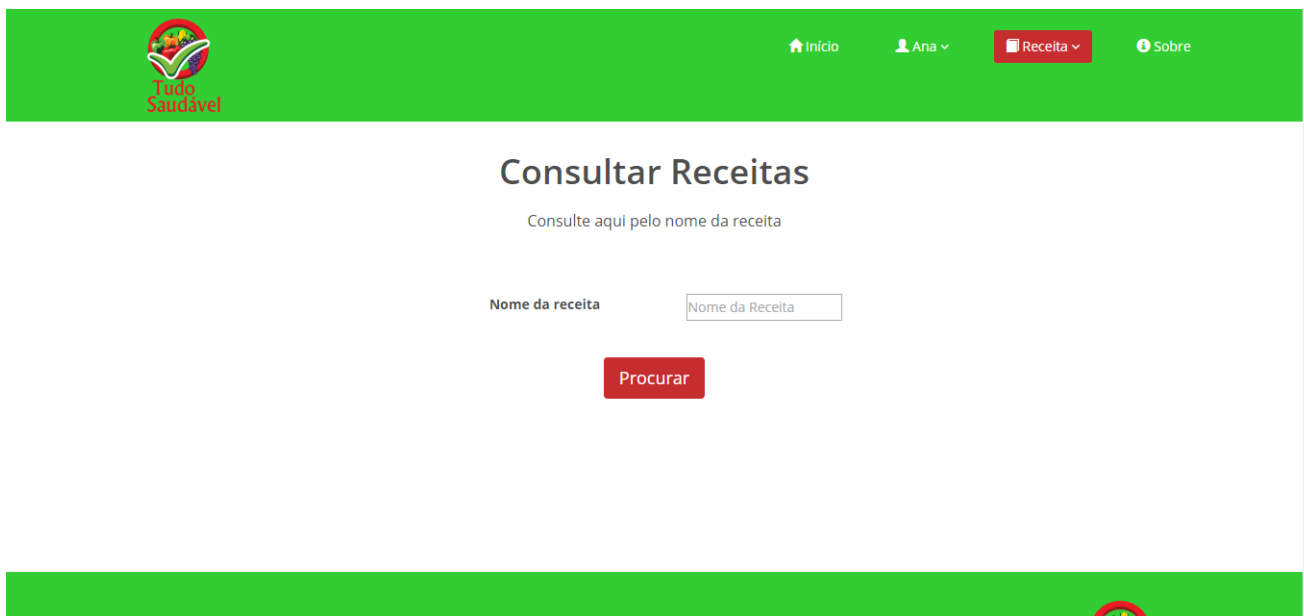 Tudo
Saudável
Início
Ana
Receita
Sobre
Consultar Receitas
Consulte aqui pelo nome da receita
Nome da receita
Nome da Receita
Procurar